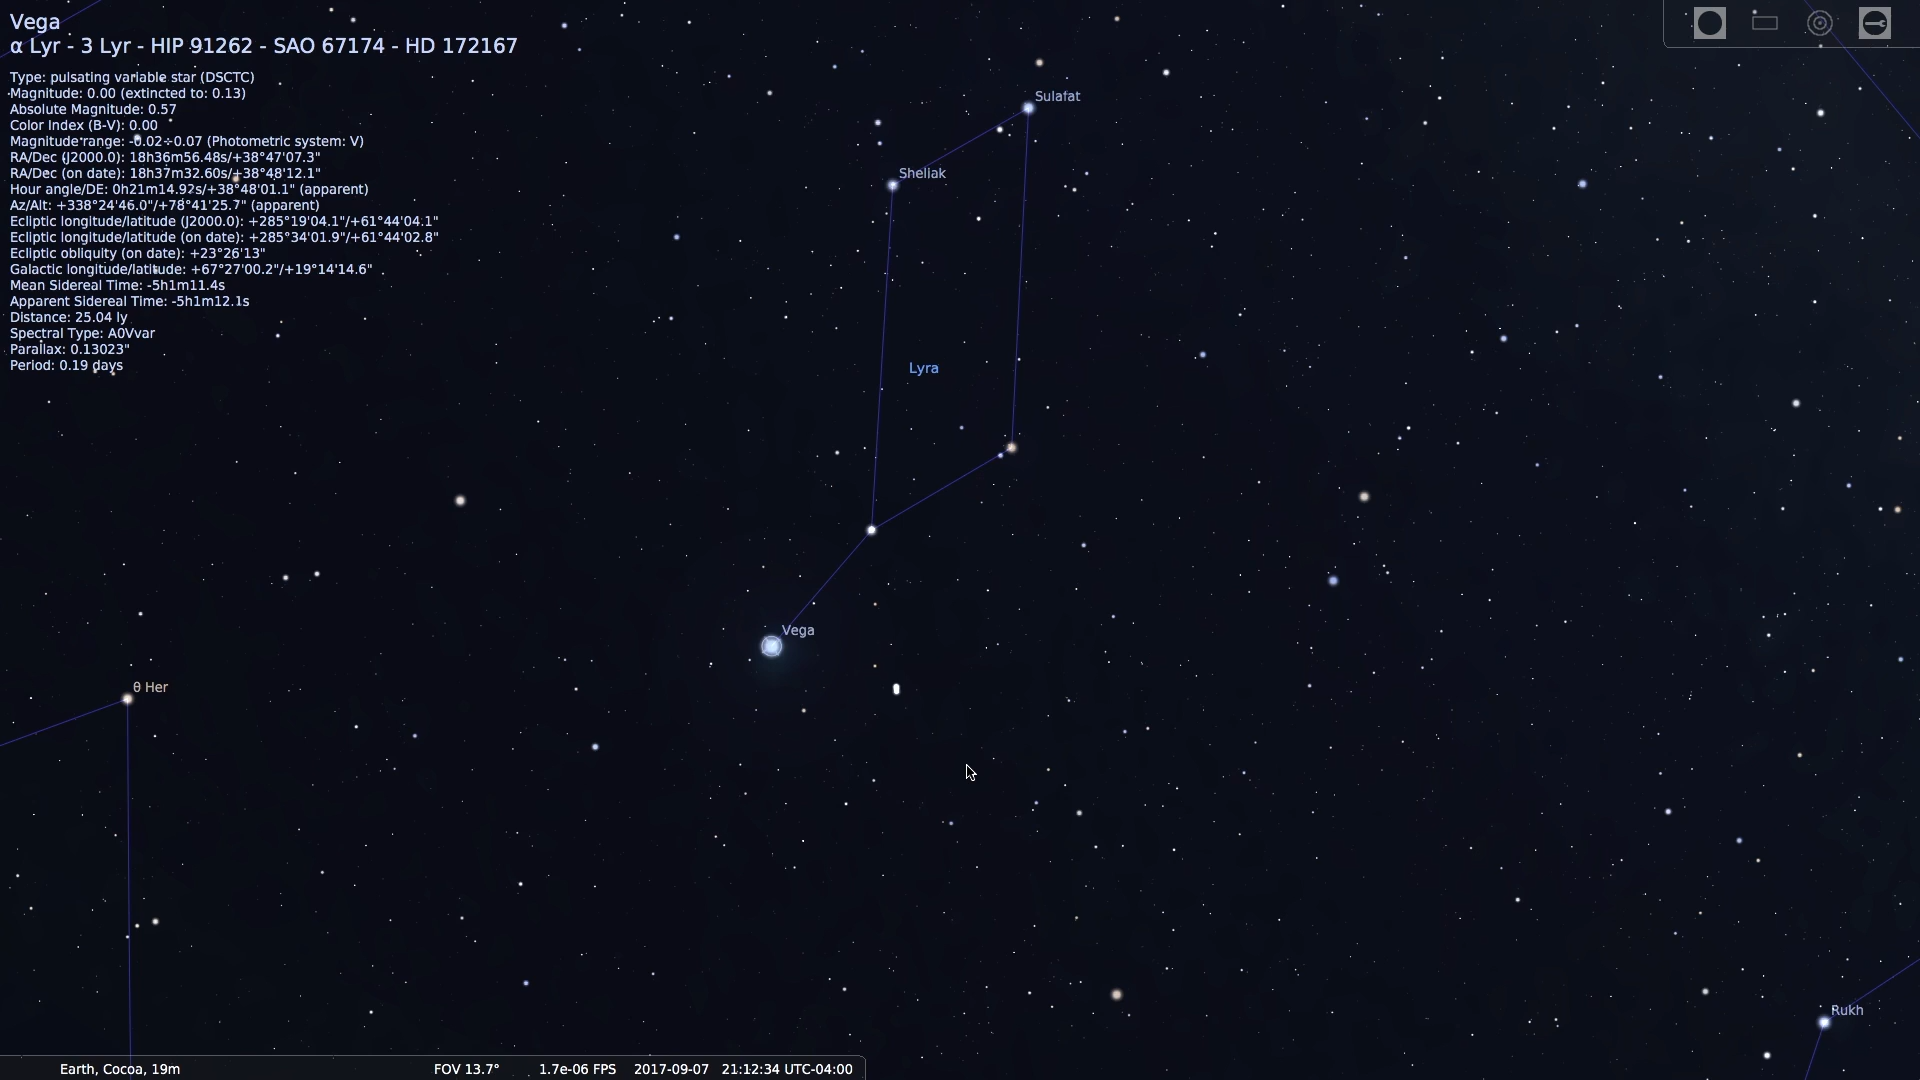 Vega
α Lyr - 3 Lyr - HIP 91262 - SAO 67174 - HD 172167
Type: pulsating variable star (DSCTC)
Magnitude: 0.00 (extincted to: 0.13)
Absolute Magnitude: 0.57
Color Index (B-V): 0.00
Magnitude range: -0.02÷0.07 (Photometric system: V)
RA/Dec (J2000.0): 18h36m56.48s/+38°47'07.3"
RA/Dec (on date): 18h37m32.60s/+38°48'12.1"
Hour angle/DE: 0h21m14.92s/+38°48'01.1" (apparent)
Az/Alt: +338°24'46.0"/+78°41'25.7" (apparent)
Ecliptic longitude/latitude (J2000.0): +285°19'04.1"/+61°44'04.1"
Ecliptic longitude/latitude (on date): +285°34'01.9"/+61°44'02.8"
Ecliptic obliquity (on date): +23°26'13"
Galactic longitude/latitude: +67°27'00.2"/+19°14'14.6"
Mean Sidereal Time: -5h1m11.4s
Apparent Sidereal Time: -5h1m12.1s
Distance: 25.04 ly
Spectral Type: A0Vvar
Parallax: 0.13023"
Period: 0.19 days
Sulafat
Sheliak
Lyra
Vega
θ Her
Rukh
Earth, Cocoa, 19m FOV 13.7° 1.7e-06 FPS 2017-09-07 21:12:34 UTC-04:00